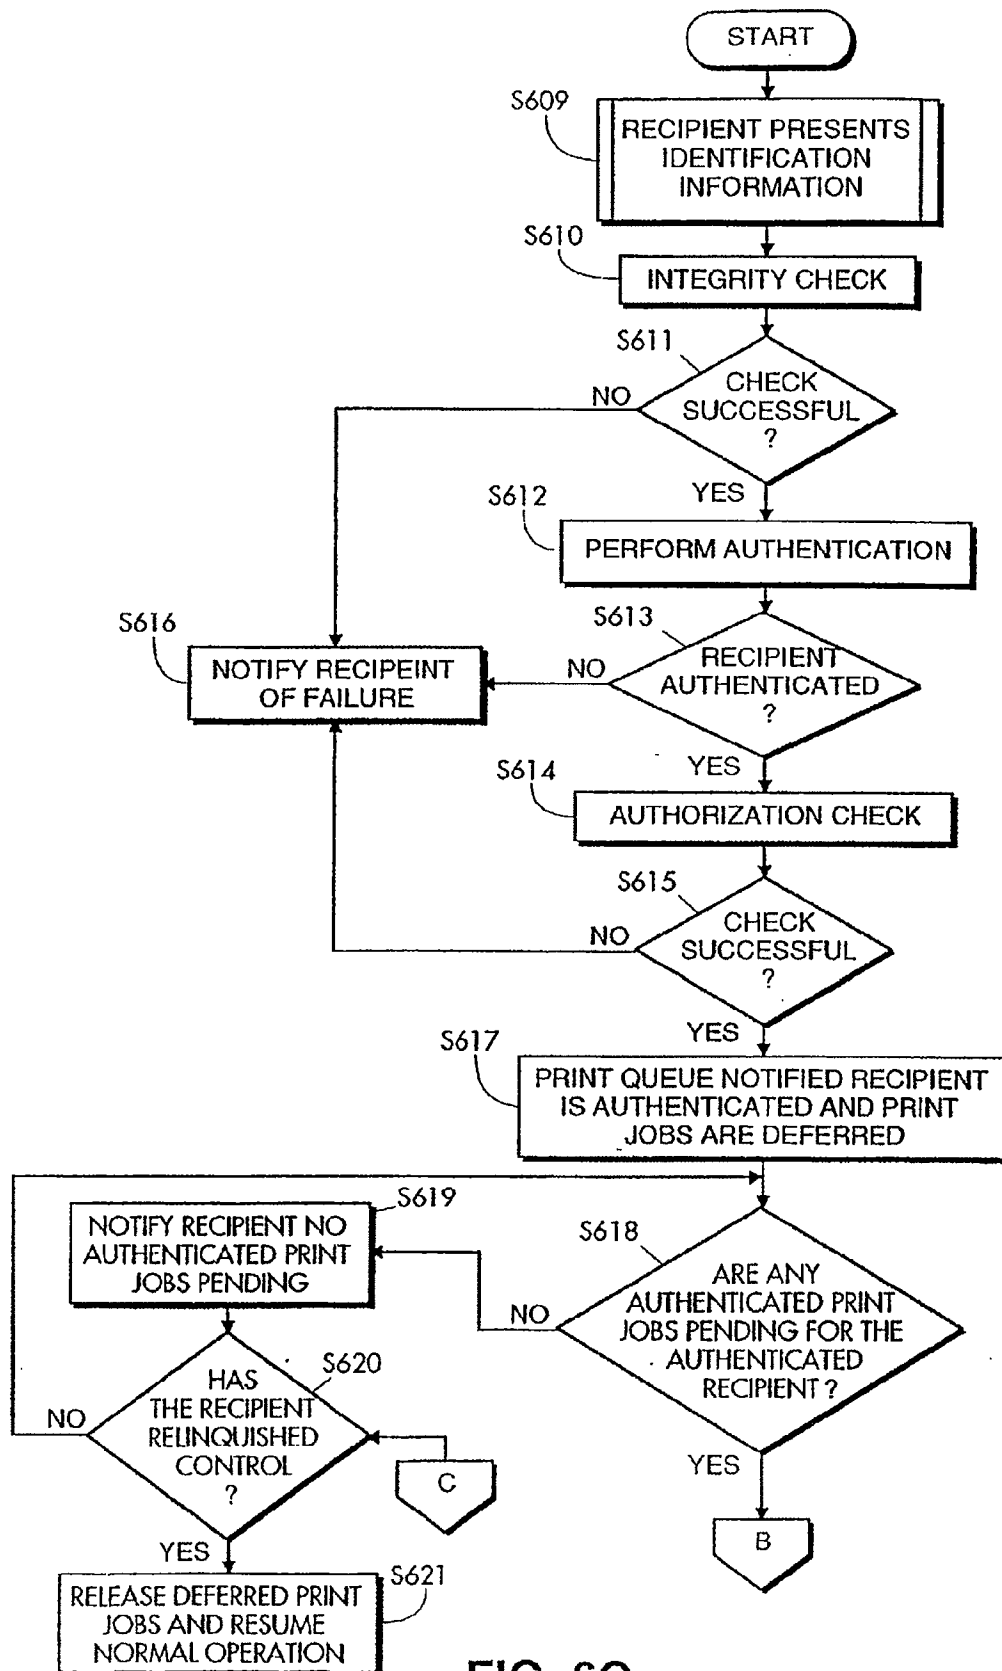 START
S609
RECIPIENT PRESENTS
IDENTIFICATION
INFORMATION
S610
INTEGRITY CHECK
S611
CHECK
SUCCESSFUL
?
NO
YES
S612
PERFORM AUTHENTICATION
S613
RECIPIENT
AUTHENTICATED
?
NO
S616
NOTIFY RECIPEINT
OF FAILURE
YES
S614
AUTHORIZATION CHECK
S615
CHECK
SUCCESSFUL
?
NO
YES
S617
PRINT QUEUE NOTIFIED RECIPIENT
IS AUTHENTICATED AND PRINT
JOBS ARE DEFERRED
S619
NOTIFY RECIPIENT NO
AUTHENTICATED PRINT
JOBS PENDING
S618
ARE ANY
AUTHENTICATED PRINT
JOBS PENDING FOR THE
AUTHENTICATED
RECIPIENT ?
NO
YES
B
S620
HAS
THE RECIPIENT
RELINQUISHED
CONTROL
?
NO
C
YES
S621
RELEASE DEFERRED PRINT
JOBS AND RESUME
NORMAL OPERATION